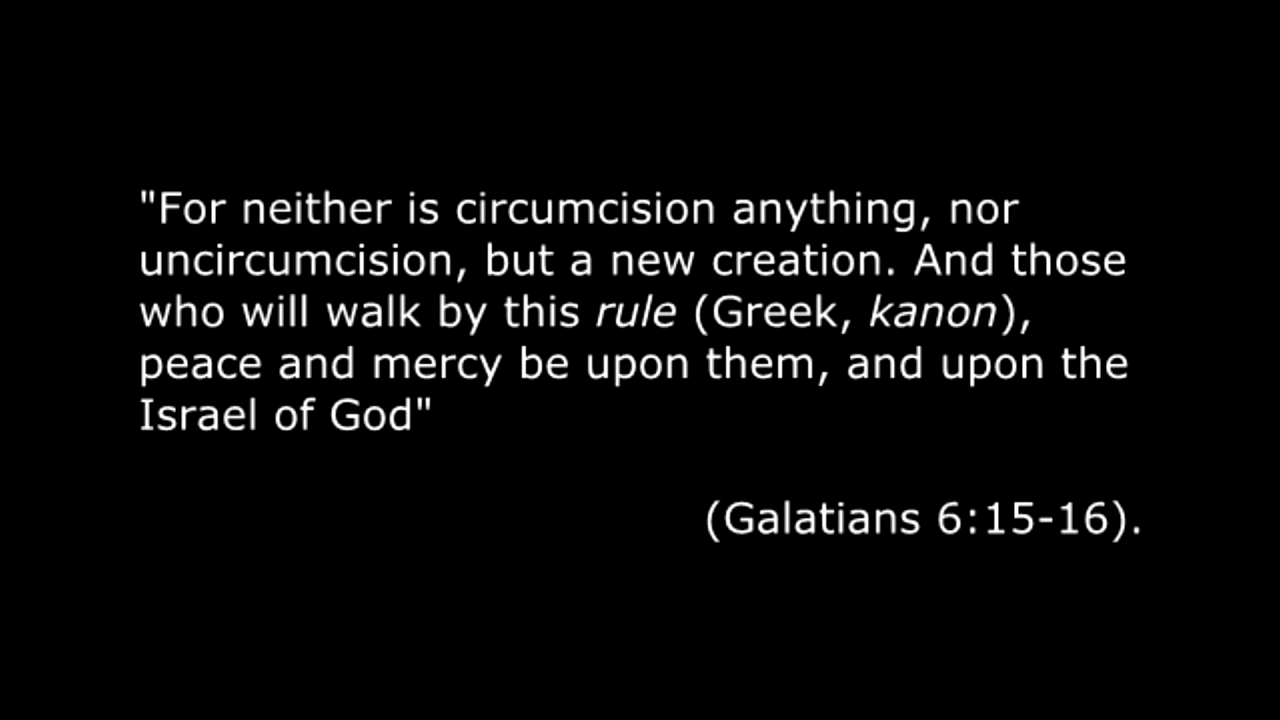 "For neither is circumcision anything, nor
uncircumcision, but a new creation. And those
who will walk by this rule (Greek, kanon),
peace and mercy be upon them, and upon the
Israel of God"
(Galatians 6:15-16).